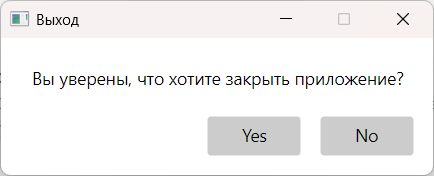 Выход
Вы уверены, что хотите закрыть приложение?
Yes No